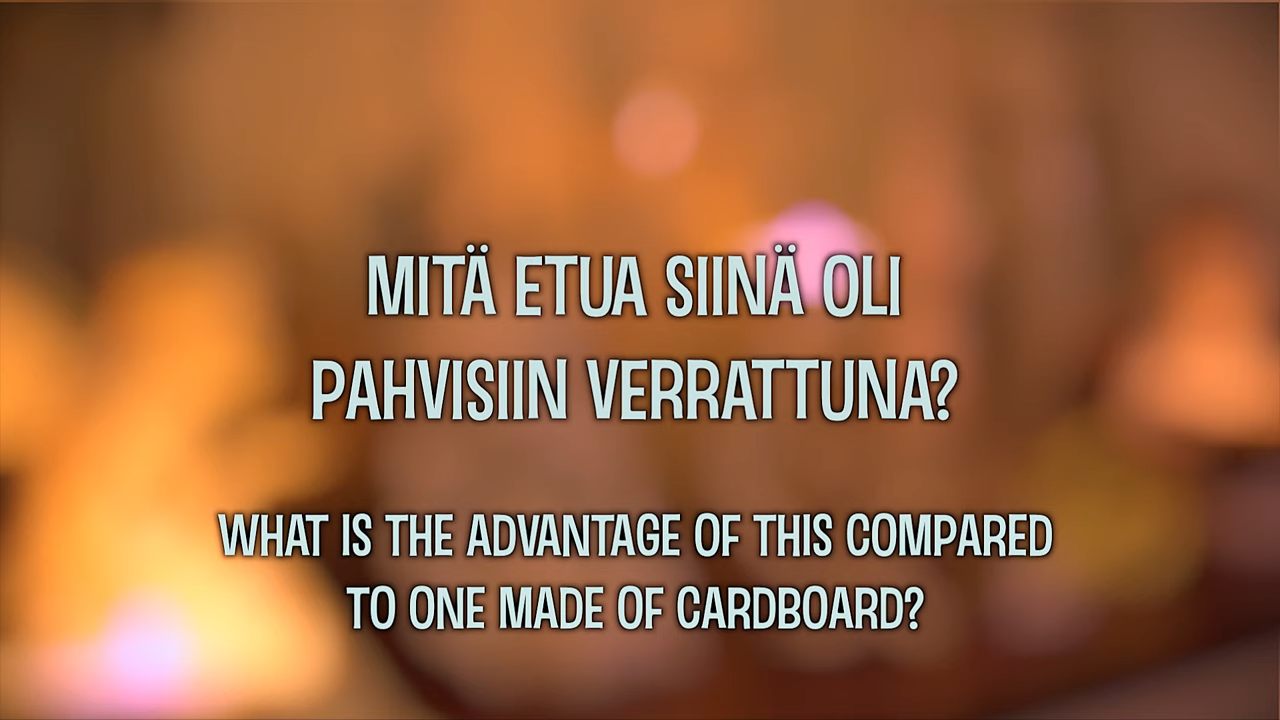 MITÄ ETUA SIINÄ OLI
PAHVISIIN VERRATTUNA?
WHAT IS THE ADVANTAGE OF THIS COMPARED
TO ONE MADE OF CARDBOARD?